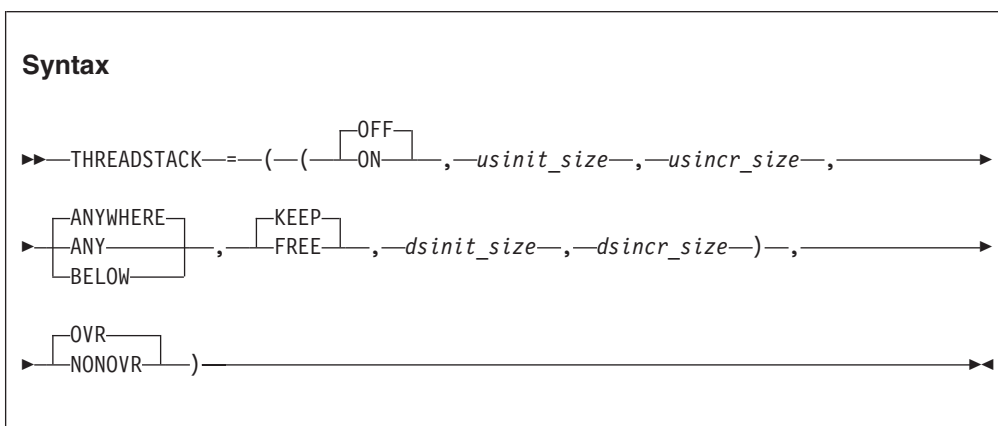 Syntax
OFF
THREADSTACK = ( ( ON , usinit_size , usincr_size ,
ANYWHERE KEEP
ANY , FREE , dsinit_size , dsincr_size ) ,
BELOW
OVR
NONOVR )